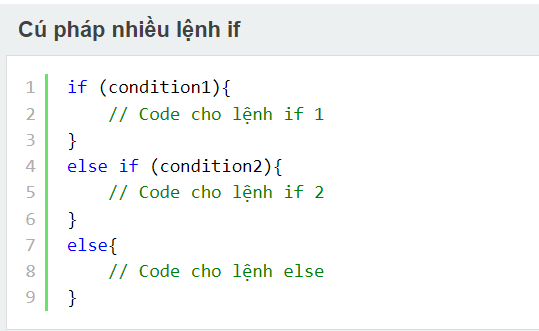 Cú pháp nhiều lệnh if
1 if (condition1){
2 // Code cho lệnh if 1
3 }
4 else if (condition2){
5 // Code cho lệnh if 2
6 }
7 else{
8 // Code cho lệnh else
9 }